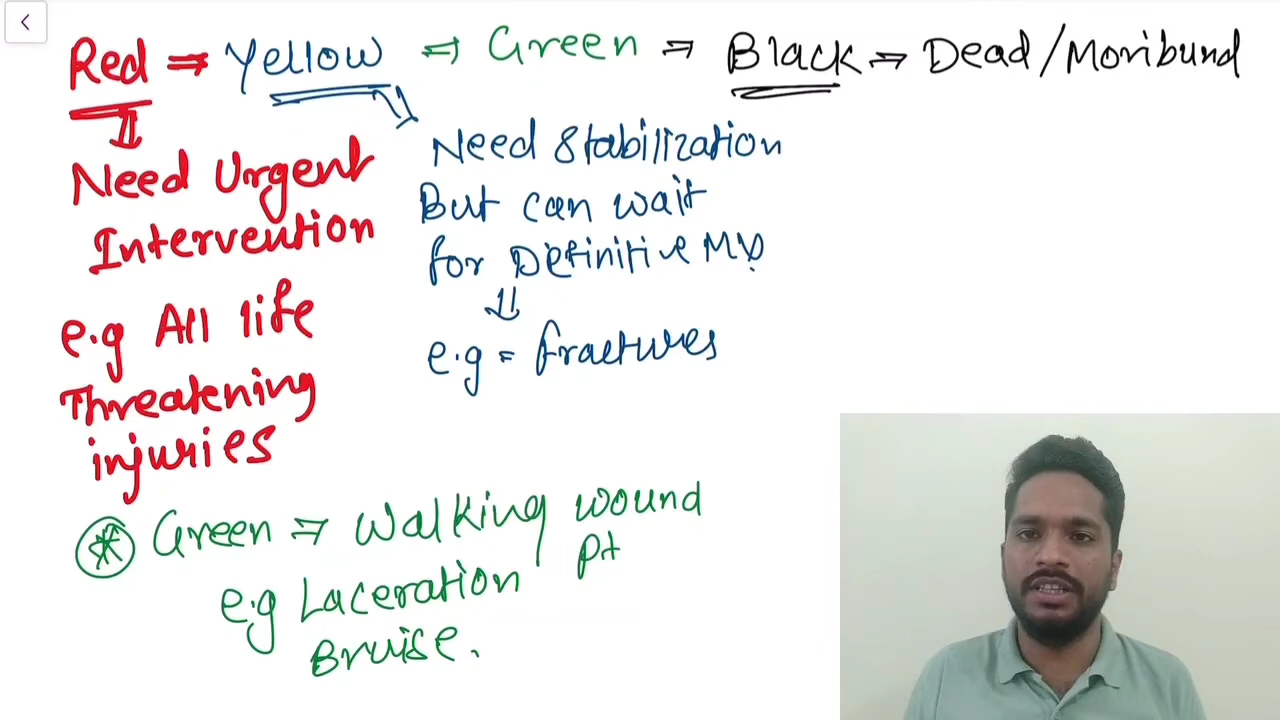 Red ⇒ Yellow ⇒ Green ⇒ Black ⇒ Dead/Moribund
Need Urgent
Intervention
e.g All life
Threatening
injuries
Need Stabilization
But can wait
for Definitive MX
e.g = fractures
* Green ⇒ Walking wound
Pt
e.g Laceration
Bruise.